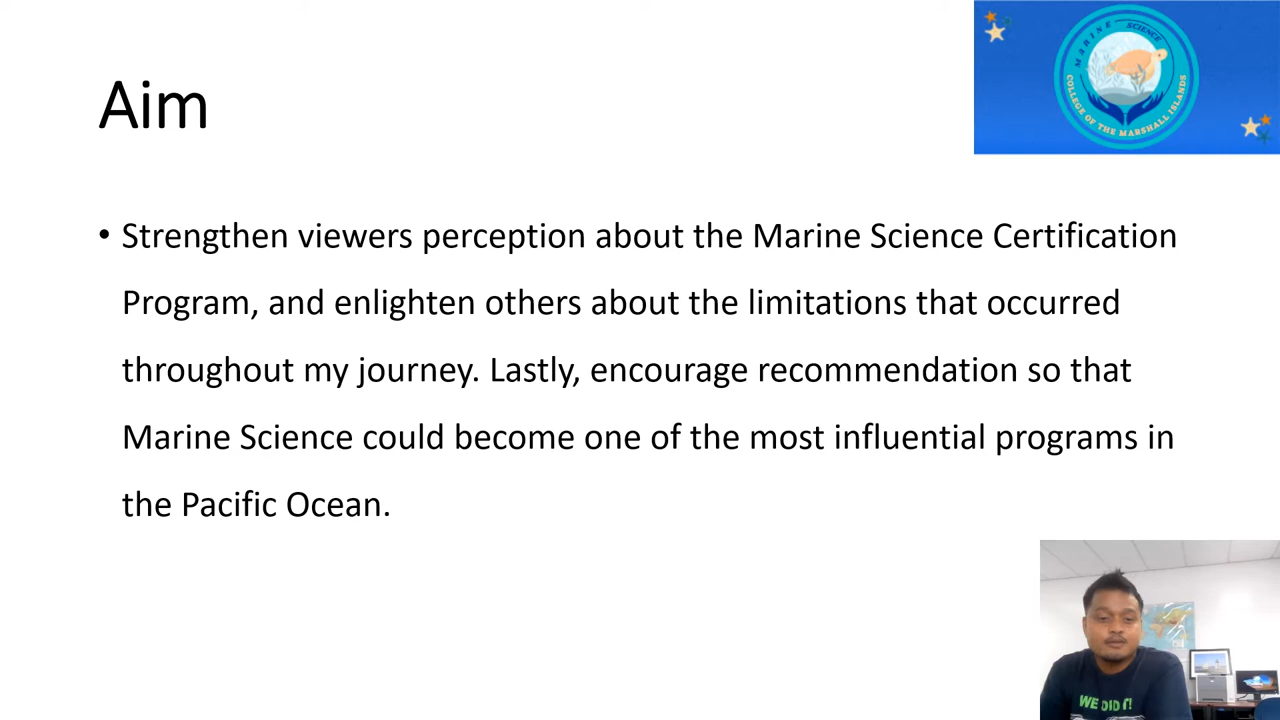 MARINE SCIENCE
COLLEGE OF THE MARSHALL ISLANDS
Aim
• Strengthen viewers perception about the Marine Science Certification
Program, and enlighten others about the limitations that occurred
throughout my journey. Lastly, encourage recommendation so that
Marine Science could become one of the most influential programs in
the Pacific Ocean.
WE DID IT!